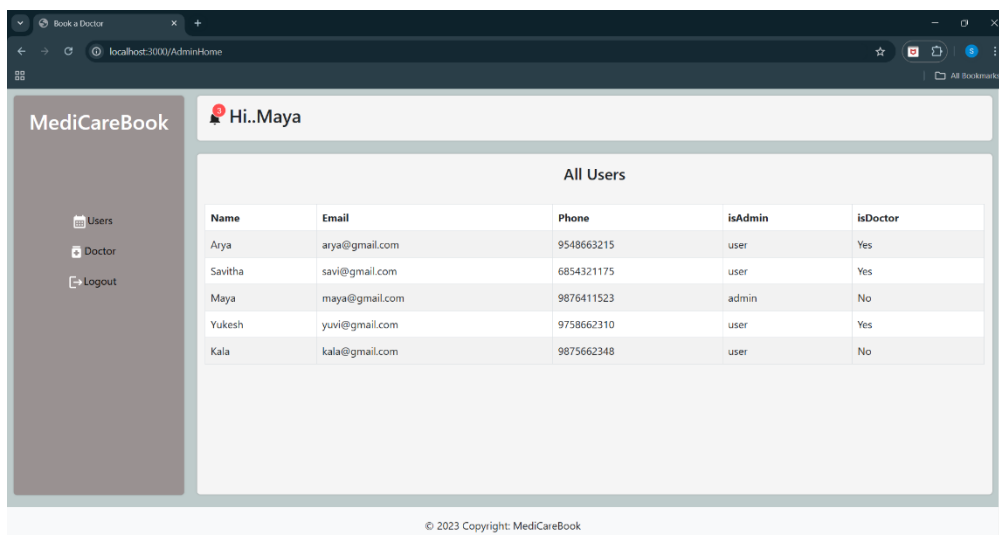 Book a Doctor
localhost:3000/AdminHome
S
All Bookmarks
MediCareBook
3
Hi..Maya
Users
Doctor
Logout
All Users
Name Email Phone isAdmin isDoctor
Arya arya@gmail.com 9548663215 user Yes
Savitha savi@gmail.com 6854321175 user Yes
Maya maya@gmail.com 9876411523 admin No
Yukesh yuvi@gmail.com 9758662310 user Yes
Kala kala@gmail.com 9875662348 user No
© 2023 Copyright: MediCareBook